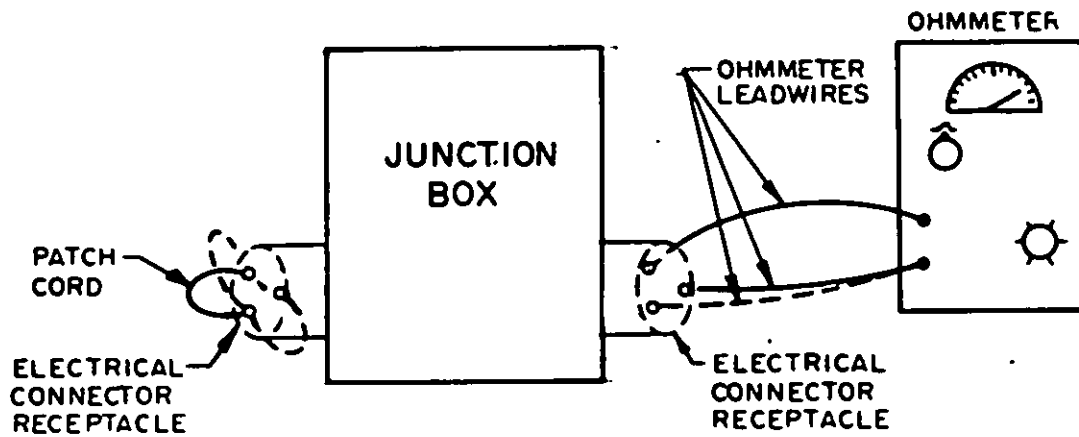 OHMMETER
OHMMETER
LEADWIRES
JUNCTION
BOX
PATCH
CORD
ELECTRICAL
CONNECTOR
RECEPTACLE
ELECTRICAL
CONNECTOR
RECEPTACLE